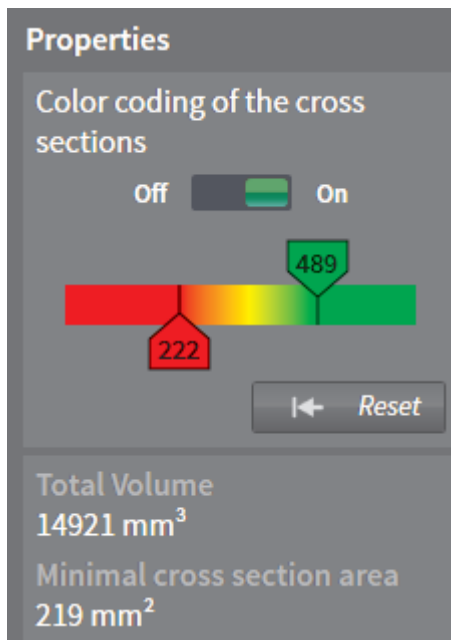 Properties
Color coding of the cross
sections
Off On
489
222
Reset
Total Volume
14921 mm³
Minimal cross section area
219 mm²